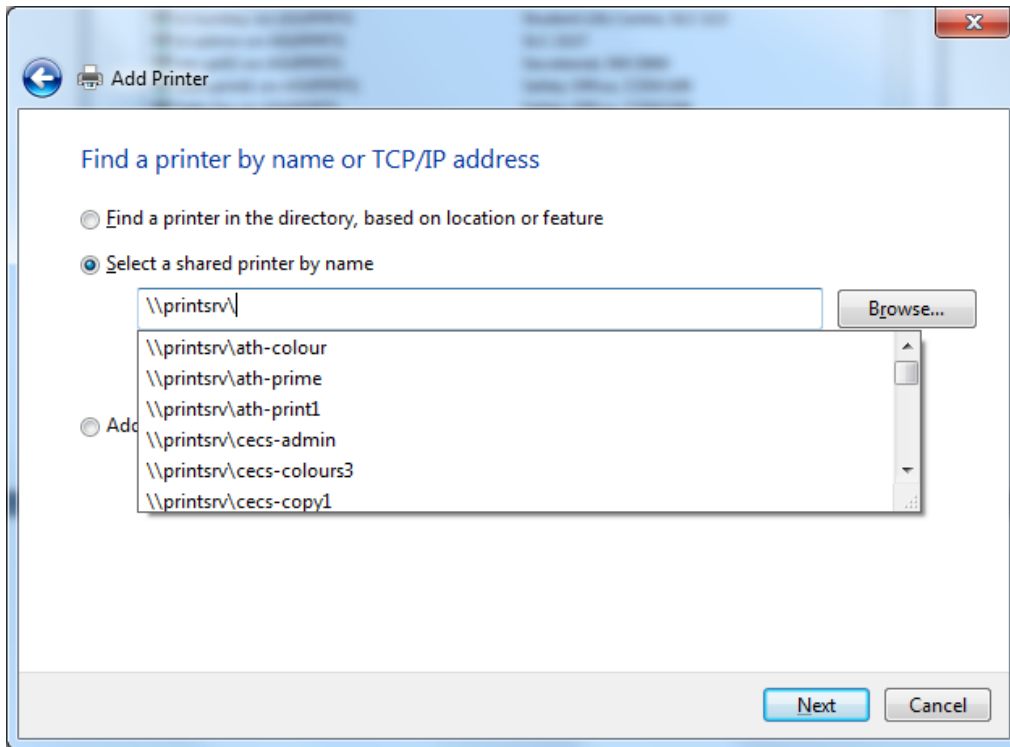 Add Printer
Find a printer by name or TCP/IP address
Find a printer in the directory, based on location or feature
Select a shared printer by name
\\printsrv\
Browse...
\\printsrv\ath-colour
\\printsrv\ath-prime
\\printsrv\ath-print1
Add
\\printsrv\cecs-admin
\\printsrv\cecs-colours3
\\printsrv\cecs-copy1
Next
Cancel